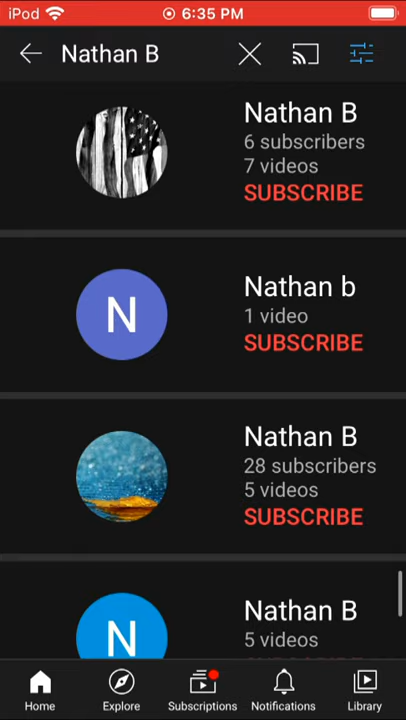 iPod 6:35 PM
Nathan B
Nathan B
6 subscribers
7 videos
SUBSCRIBE
N
Nathan b
1 video
SUBSCRIBE
Nathan B
28 subscribers
5 videos
SUBSCRIBE
N
Nathan B
5 videos
Home Explore Subscriptions Notifications Library